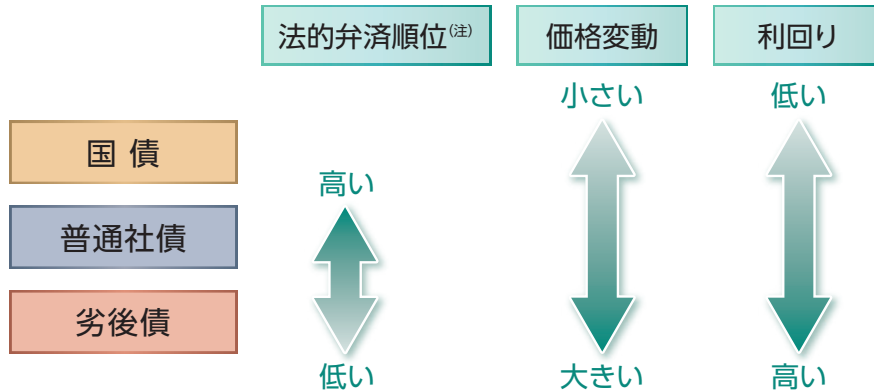 法的弁済順位(注) 価格変動 利回り
小さい 低い
国 債
高い
普通社債
劣後債
低い 大きい 高い